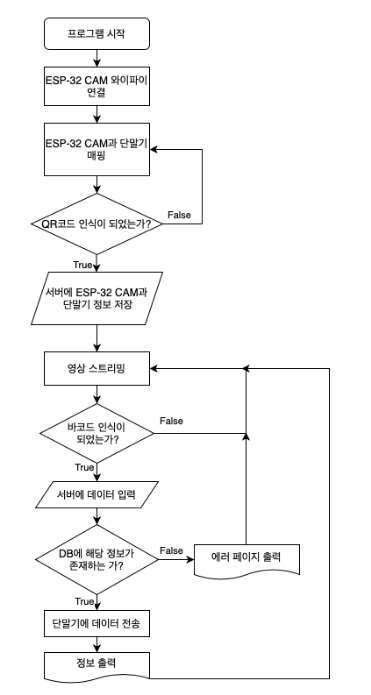 프로그램 시작
ESP-32 CAM 와이파이
연결
ESP-32 CAM과 단말기
매핑
QR코드 인식이 되었는가?
False
True
서버에 ESP-32 CAM과
단말기 정보 저장
영상 스트리밍
바코드 인식이
되었는가?
False
True
서버에 데이터 입력
DB에 해당 정보가
존재하는 가?
False
에러 페이지 출력
True
단말기에 데이터 전송
정보 출력